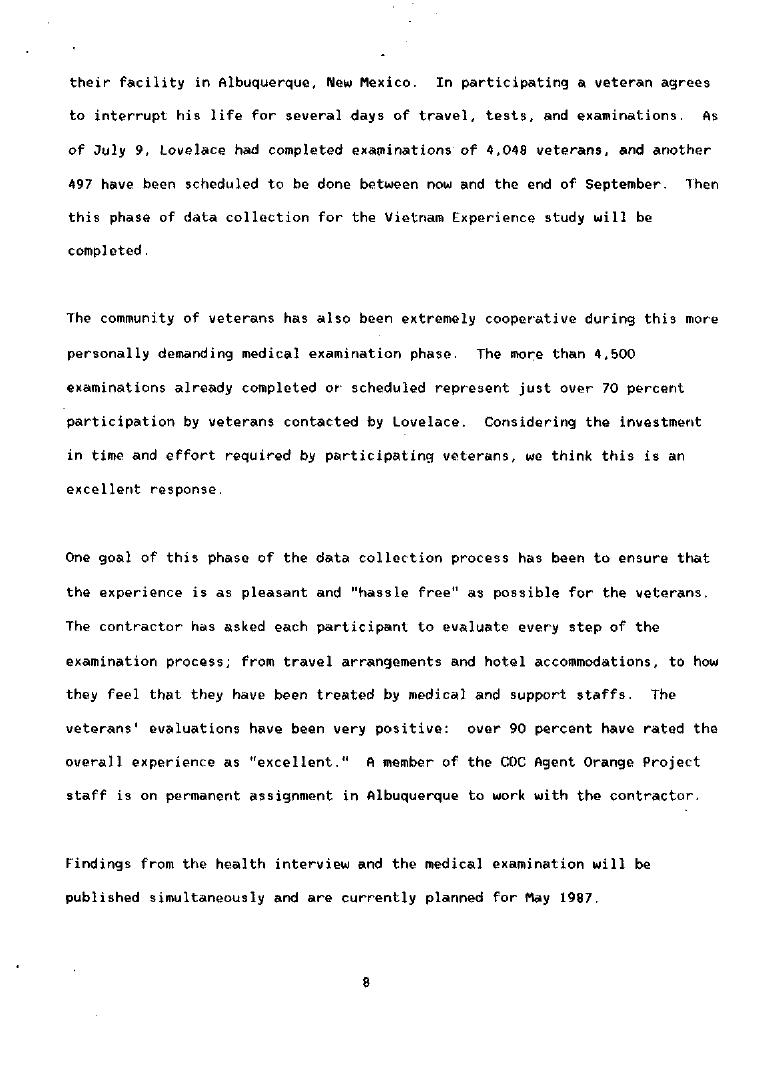 their facility in Albuquerque, New Mexico. In participating a veteran agrees
to interrupt his life for several days of travel, tests, and examinations. As
of July 9, Lovelace had completed examinations of 4,048 veterans, and another
497 have been scheduled to be done between now and the end of September. Then
this phase of data collection for the Vietnam Experience study will be
completed.
The community of veterans has also been extremely cooperative during this more
personally demanding medical examination phase. The more than 4,500
examinations already completed or scheduled represent just over 70 percent
participation by veterans contacted by Lovelace. Considering the investment
in time and effort required by participating veterans, we think this is an
excellent response.
One goal of this phase of the data collection process has been to ensure that
the experience is as pleasant and "hassle free" as possible for the veterans.
The contractor has asked each participant to evaluate every step of the
examination process; from travel arrangements and hotel accommodations, to how
they feel that they have been treated by medical and support staffs. The
veterans' evaluations have been very positive: over 90 percent have rated the
overall experience as "excellent." A member of the CDC Agent Orange Project
staff is on permanent assignment in Albuquerque to work with the contractor.
Findings from the health interview and the medical examination will be
published simultaneously and are currently planned for May 1987.
8